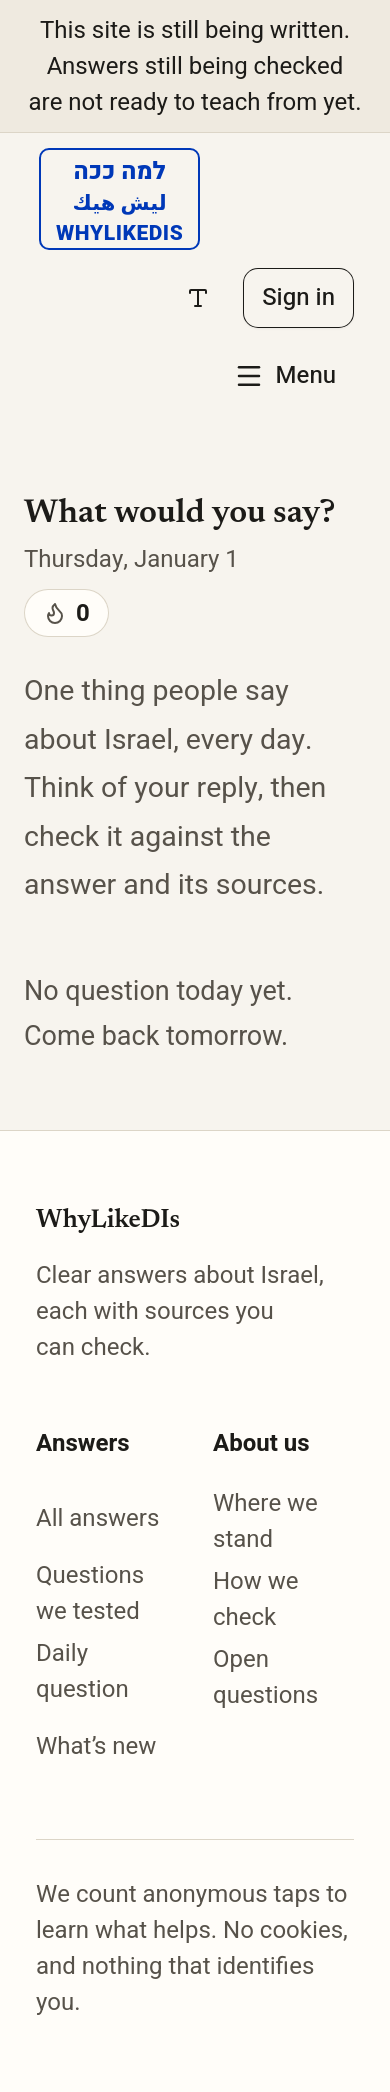 This site is still being written.
Answers still being checked
are not ready to teach from yet.
למה ככה
ليش هيك
WHYLIKEDIS
Sign in
Menu
What would you say?
Thursday, January 1
0
One thing people say
about Israel, every day.
Think of your reply, then
check it against the
answer and its sources.
No question today yet.
Come back tomorrow.
WhyLikeDIs
Clear answers about Israel,
each with sources you
can check.
Answers
All answers
Questions
we tested
Daily
question
What’s new
About us
Where we
stand
How we
check
Open
questions
We count anonymous taps to
learn what helps. No cookies,
and nothing that identifies
you.